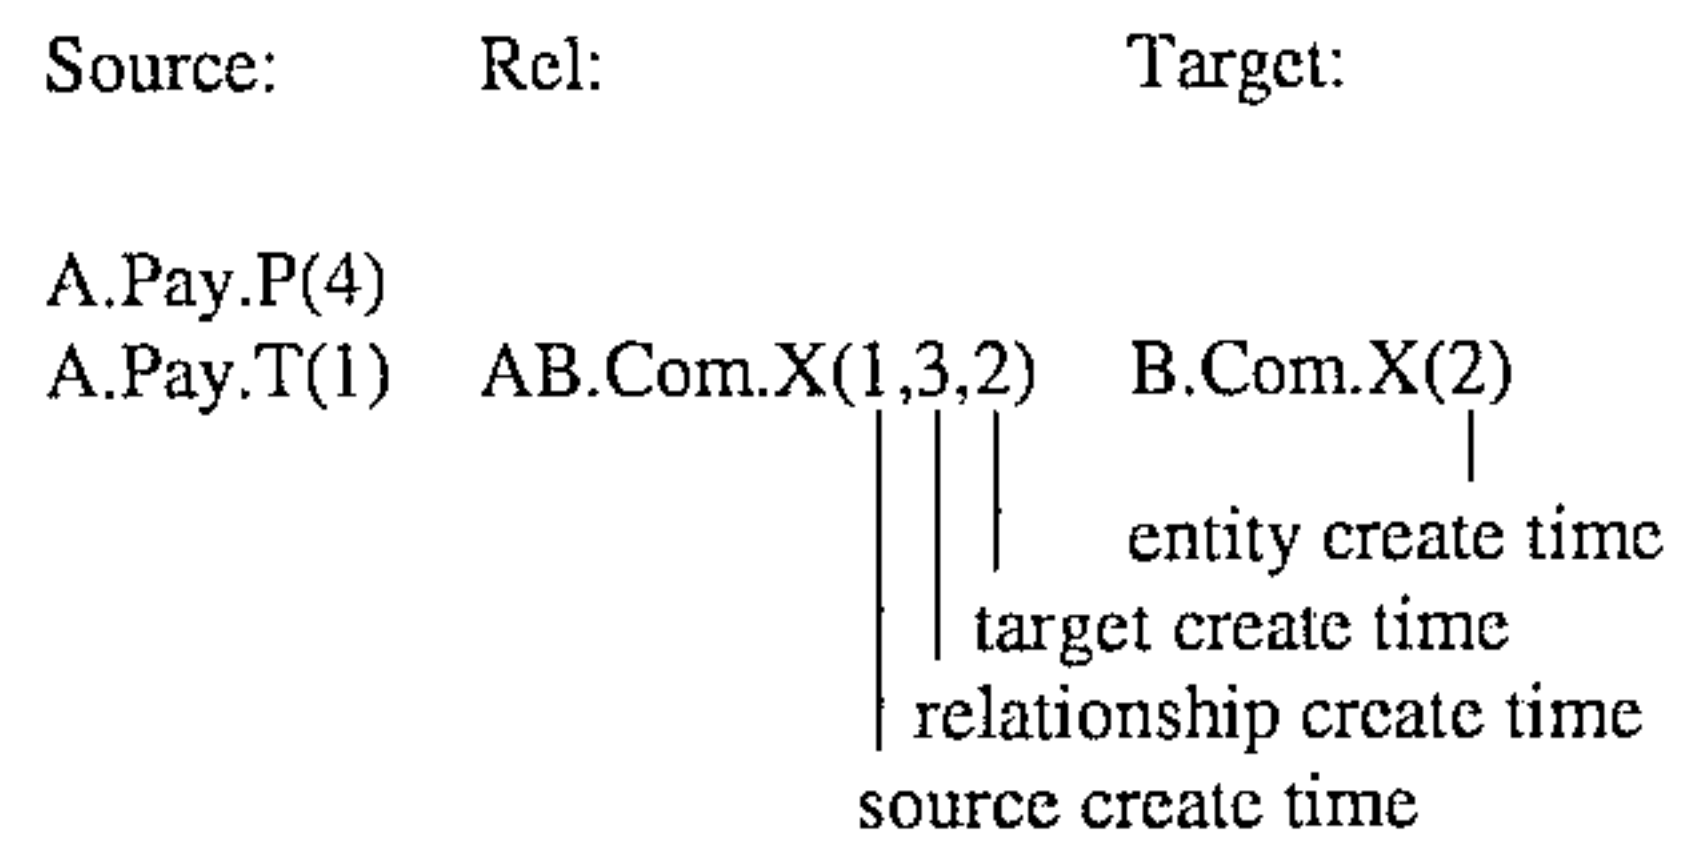 Source: Rel: Target:
A.Pay.P(4)
A.Pay.T(1) AB.Com.X(1,3,2) B.Com.X(2)
entity create time
target create time
relationship create time
source create time